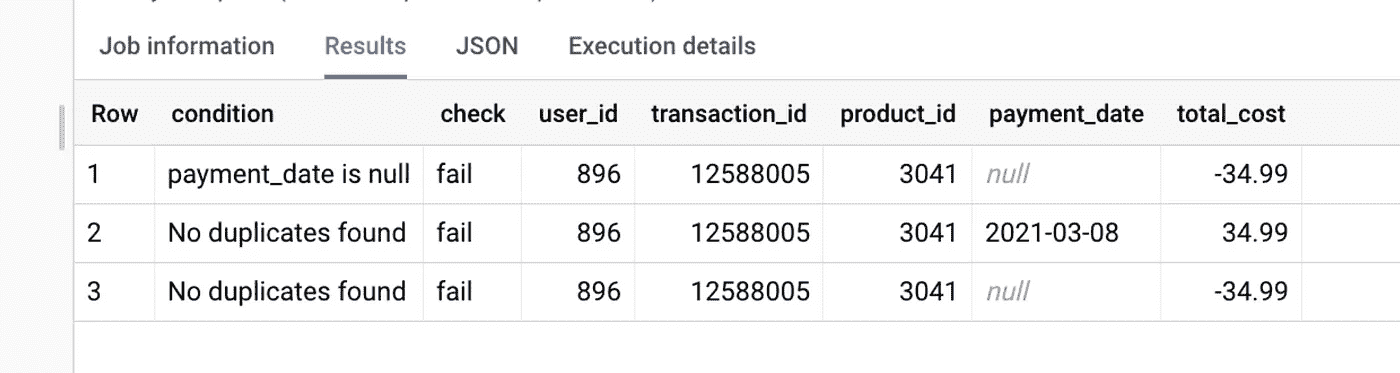 Job information Results JSON Execution details
Row condition check user_id transaction_id product_id payment_date total_cost
1 payment_date is null fail 896 12588005 3041 null -34.99
2 No duplicates found fail 896 12588005 3041 2021-03-08 34.99
3 No duplicates found fail 896 12588005 3041 null -34.99